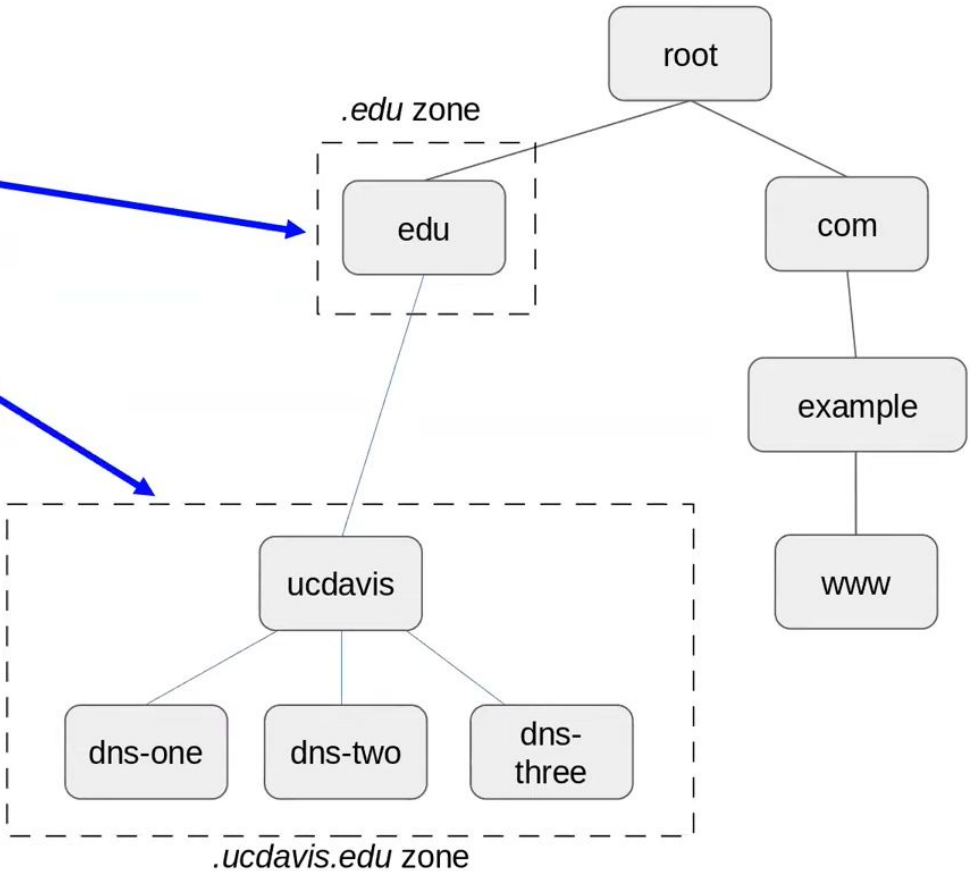 root
.edu zone
edu
com
example
ucdavis
www
dns-one
dns-two
dns-
three
.ucdavis.edu zone